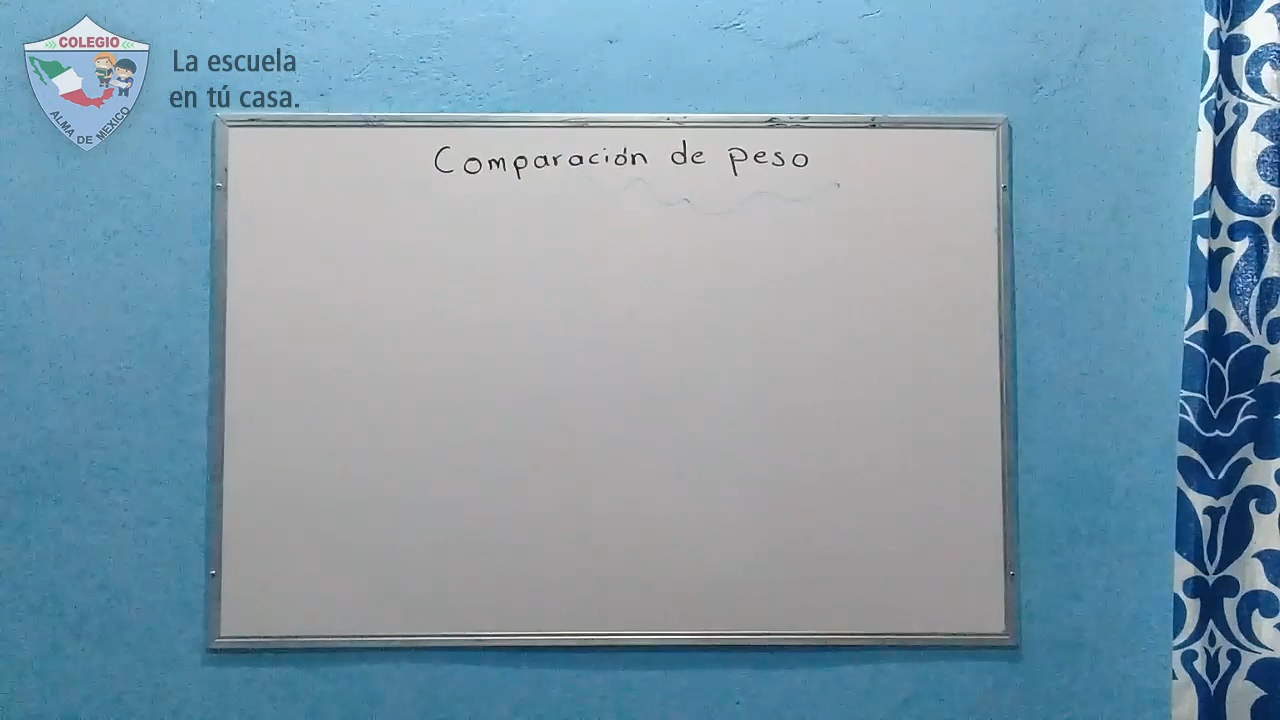 COLEGIO
ALMA DE MEXICO
La escuela
en tú casa.
Comparación de peso